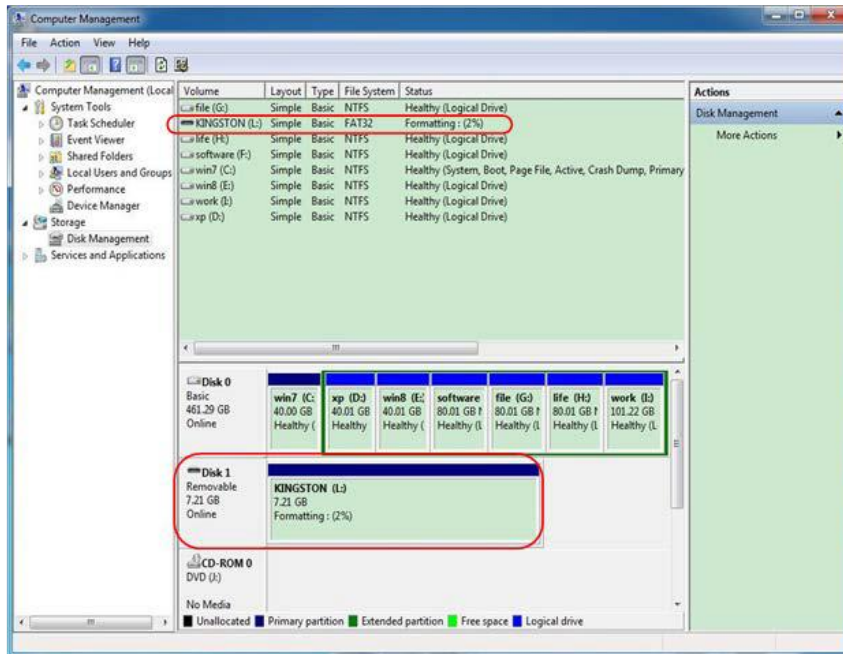 Computer Management
File Action View Help
Computer Management (Local
System Tools
Task Scheduler
Event Viewer
Shared Folders
Local Users and Groups
Performance
Device Manager
Storage
Disk Management
Services and Applications
Volume Layout Type File System Status
file (G:) Simple Basic NTFS Healthy (Logical Drive)
KINGSTON (L:) Simple Basic FAT32 Formatting : (2%)
life (H:) Simple Basic NTFS Healthy (Logical Drive)
software (F:) Simple Basic NTFS Healthy (Logical Drive)
win7 (C:) Simple Basic NTFS Healthy (System, Boot, Page File, Active, Crash Dump, Primary
win8 (E:) Simple Basic NTFS Healthy (Logical Drive)
work (I:) Simple Basic NTFS Healthy (Logical Drive)
xp (D:) Simple Basic NTFS Healthy (Logical Drive)
Actions
Disk Management
More Actions
Disk 0
Basic
461.29 GB
Online
win7 (C:
40.00 GB
Healthy (
xp (D:)
40.01 GB
Healthy
win8 (E:
40.01 GB
Healthy (
software
80.01 GB
Healthy (L
file (G:)
80.01 GB
Healthy (L
life (H:)
80.01 GB
Healthy (L
work (I:)
101.22 GB
Healthy (L
Disk 1
Removable
7.21 GB
Online
KINGSTON (L:)
7.21 GB
Formatting : (2%)
CD-ROM 0
DVD (J:)
No Media
Unallocated Primary partition Extended partition Free space Logical drive